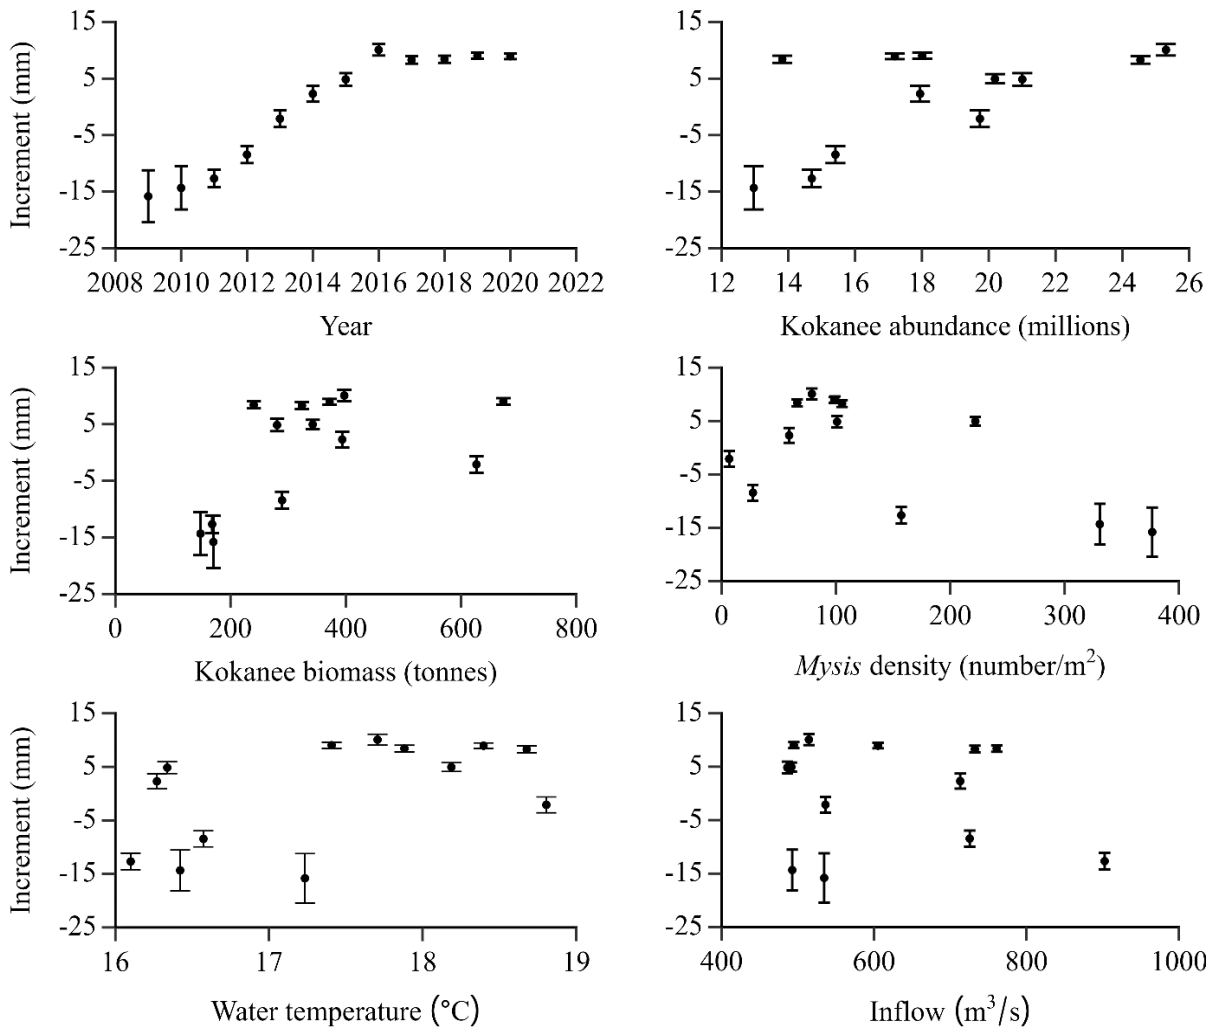 15
5
-5
-15
-25
Increment (mm)
2008 2010 2012 2014 2016 2018 2020 2022
Year
15
5
-5
-15
-25
12 14 16 18 20 22 24 26
Kokanee abundance (millions)
15
5
-5
-15
-25
Increment (mm)
0 200 400 600 800
Kokanee biomass (tonnes)
15
5
-5
-15
-25
0 100 200 300 400
Mysis density (number/m²)
15
5
-5
-15
-25
Increment (mm)
16 17 18 19
Water temperature (°C)
15
5
-5
-15
-25
400 600 800 1000
Inflow (m³/s)